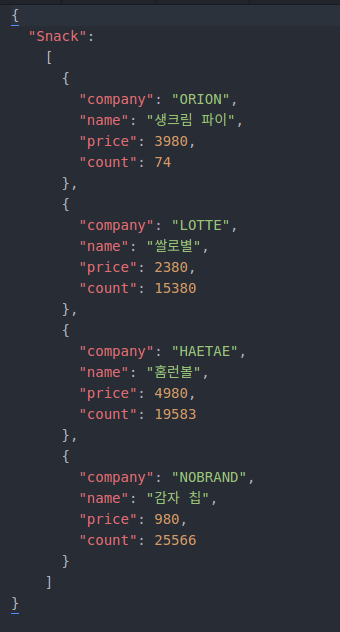 {
  "Snack":
    [
      {
        "company": "ORION",
        "name": "생크림 파이",
        "price": 3980,
        "count": 74
      },
      {
        "company": "LOTTE",
        "name": "쌀로별",
        "price": 2380,
        "count": 15380
      },
      {
        "company": "HAETAE",
        "name": "홈런볼",
        "price": 4980,
        "count": 19583
      },
      {
        "company": "NOBRAND",
        "name": "감자 칩",
        "price": 980,
        "count": 25566
      }
    ]
}